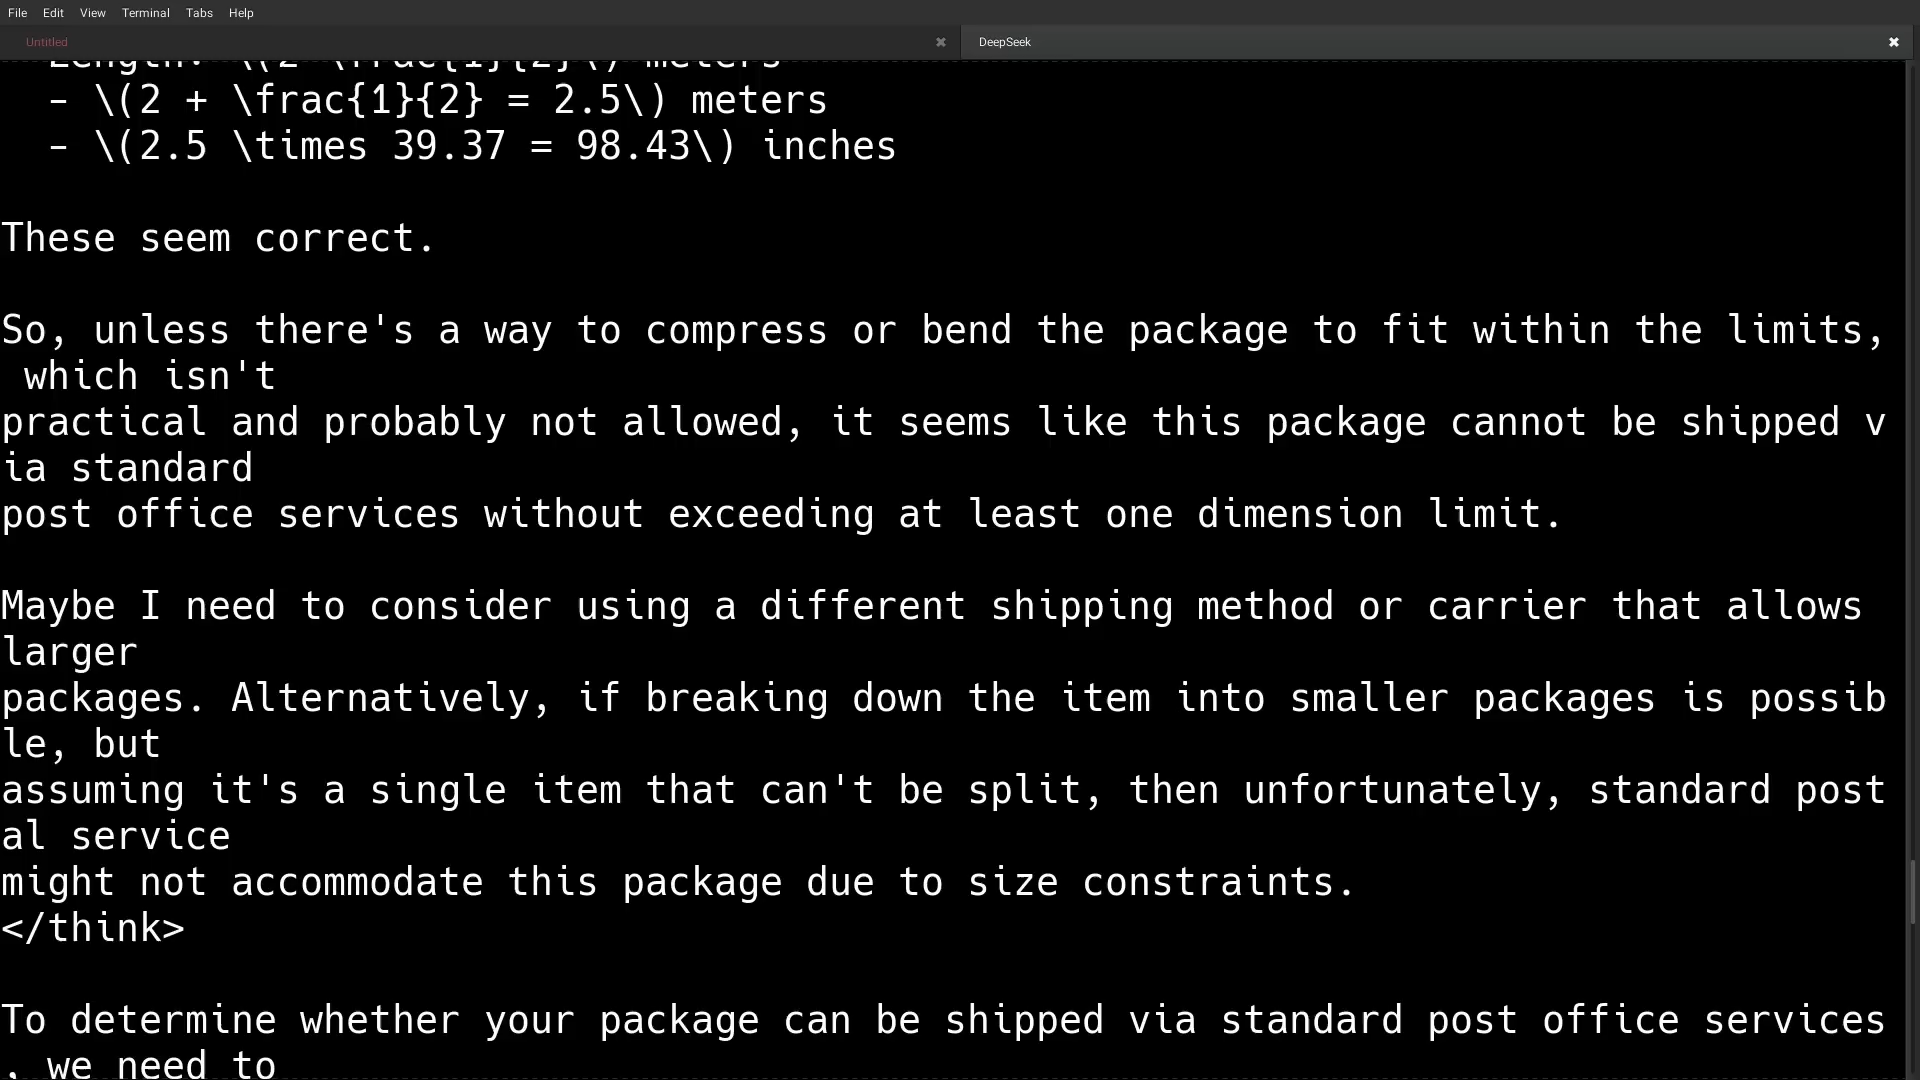 File Edit View Terminal Tabs Help
Untitled
DeepSeek
Length: \(2 \frac{1}{2}\) meters
- \(2 + \frac{1}{2} = 2.5\) meters
- \(2.5 \times 39.37 = 98.43\) inches
These seem correct.
So, unless there's a way to compress or bend the package to fit within the limits,
which isn't
practical and probably not allowed, it seems like this package cannot be shipped v
ia standard
post office services without exceeding at least one dimension limit.
Maybe I need to consider using a different shipping method or carrier that allows
larger
packages. Alternatively, if breaking down the item into smaller packages is possib
le, but
assuming it's a single item that can't be split, then unfortunately, standard post
al service
might not accommodate this package due to size constraints.
</think>
To determine whether your package can be shipped via standard post office services
, we need to